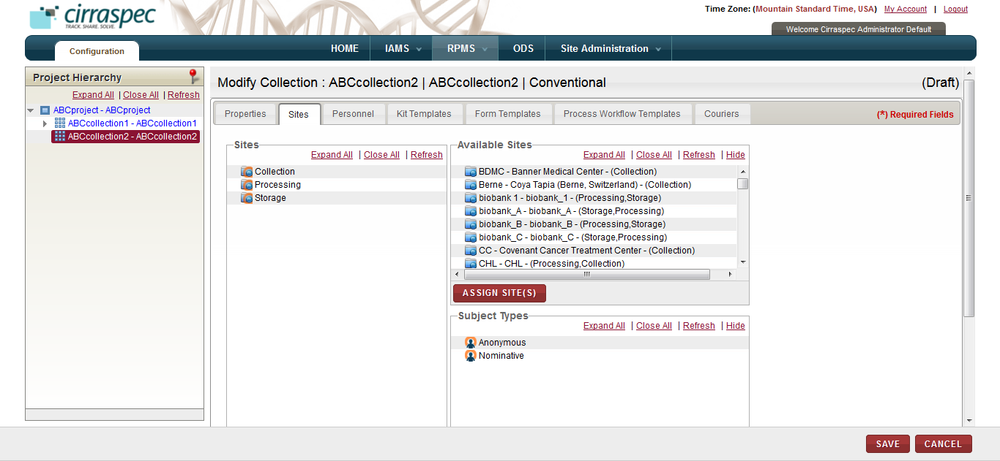 cirraspec
TRACK. SHARE. SOLVE.
Time Zone: (Mountain Standard Time, USA) My Account | Logout
Welcome Cirraspec Administrator Default
Configuration
HOME IAMS RPMS ODS Site Administration
Project Hierarchy
Expand All | Close All | Refresh
ABCproject - ABCproject
ABCcollection1 - ABCcollection1
ABCcollection2 - ABCcollection2
Modify Collection : ABCcollection2 | ABCcollection2 | Conventional (Draft)
Properties Sites Personnel Kit Templates Form Templates Process Workflow Templates Couriers (*) Required Fields
Sites
Expand All | Close All | Refresh
Collection
Processing
Storage
Available Sites
Expand All | Close All | Refresh | Hide
BDMC - Banner Medical Center - (Collection)
Berne - Coya Tapia (Berne, Switzerland) - (Collection)
biobank 1 - biobank_1 - (Processing,Storage)
biobank_A - biobank_A - (Storage,Processing)
biobank_B - biobank_B - (Processing,Storage)
biobank_C - biobank_C - (Storage,Processing)
CC - Covenant Cancer Treatment Center - (Collection)
CHL - CHL - (Processing,Collection)
ASSIGN SITE(S)
Subject Types
Expand All | Close All | Refresh | Hide
Anonymous
Nominative
SAVE CANCEL